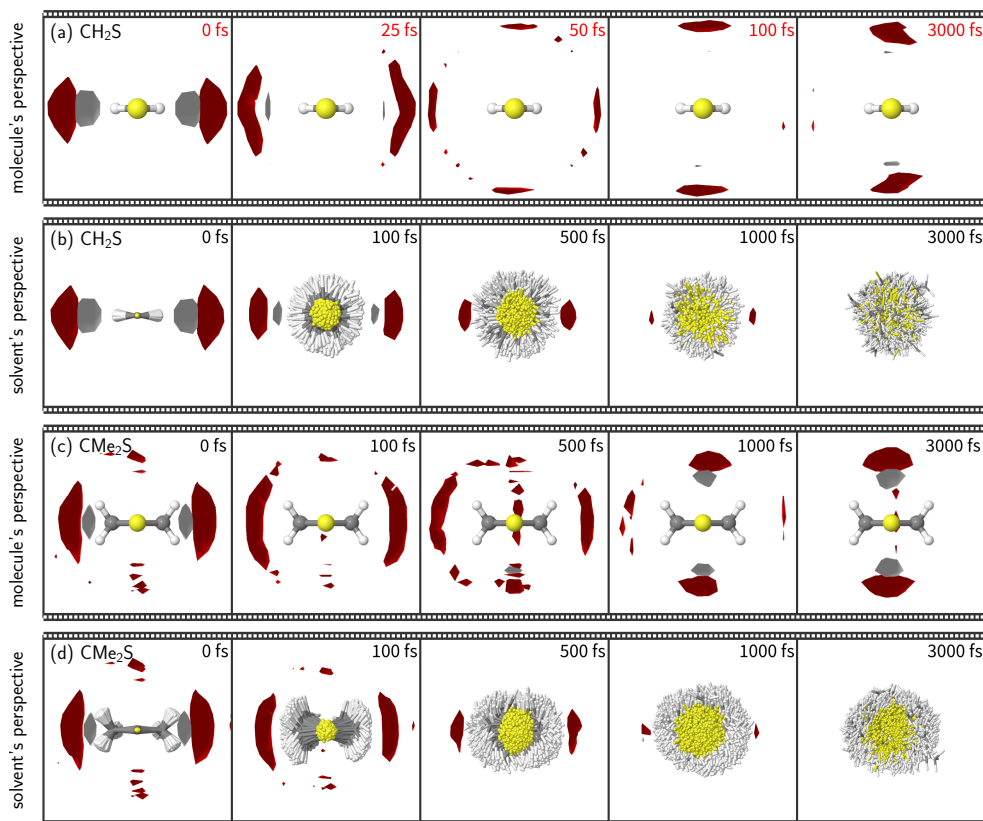 molecule's perspective
(a) CH₂S 0 fs 25 fs 50 fs 100 fs 3000 fs
solvent's perspective
(b) CH₂S 0 fs 100 fs 500 fs 1000 fs 3000 fs
molecule's perspective
(c) CMe₂S 0 fs 100 fs 500 fs 1000 fs 3000 fs
solvent's perspective
(d) CMe₂S 0 fs 100 fs 500 fs 1000 fs 3000 fs